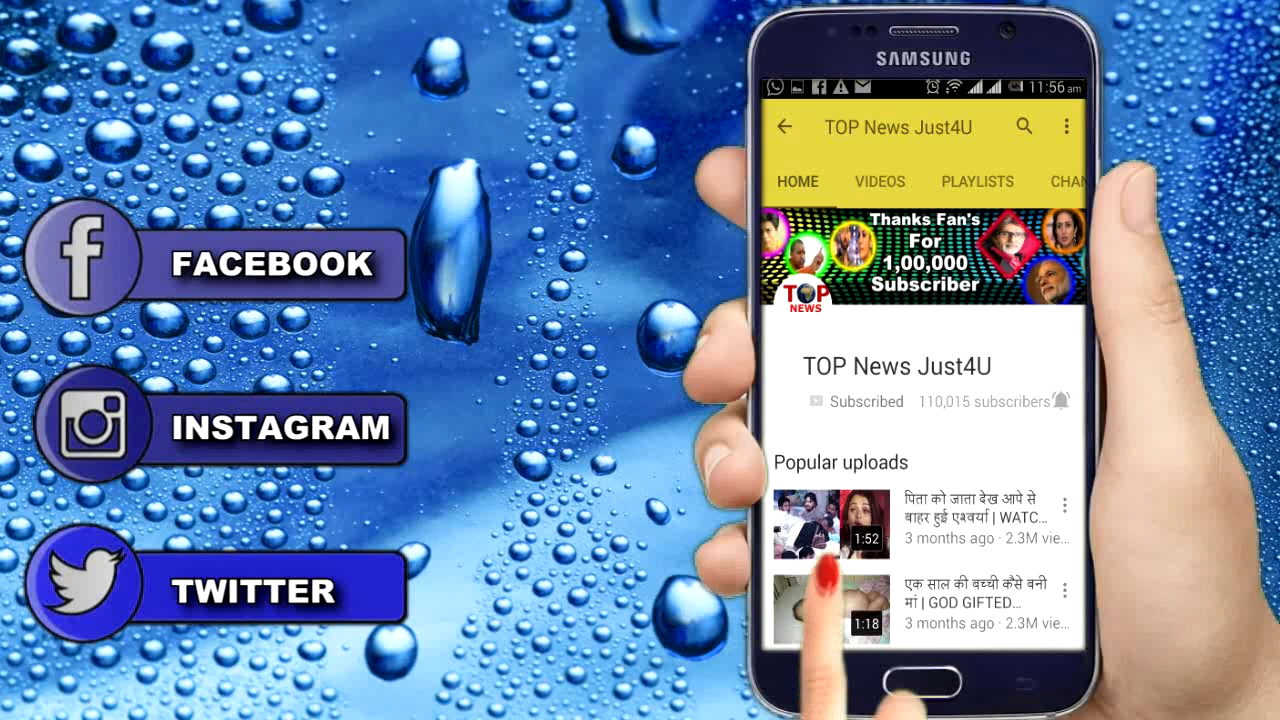 FACEBOOK
INSTAGRAM
TWITTER
SAMSUNG
11:56 am
TOP News Just4U
HOME VIDEOS PLAYLISTS CHAN
Thanks Fan's
For
1,00,000
Subscriber
TOP
NEWS
TOP News Just4U
Subscribed 110,015 subscribers
Popular uploads
1:52
पिता को जाता देख आपे से
बाहर हुई एश्वर्या | WATC...
3 months ago · 2.3M vie...
1:18
एक साल की बच्ची कैसे बनी
मां | GOD GIFTED...
3 months ago · 2.3M vie...